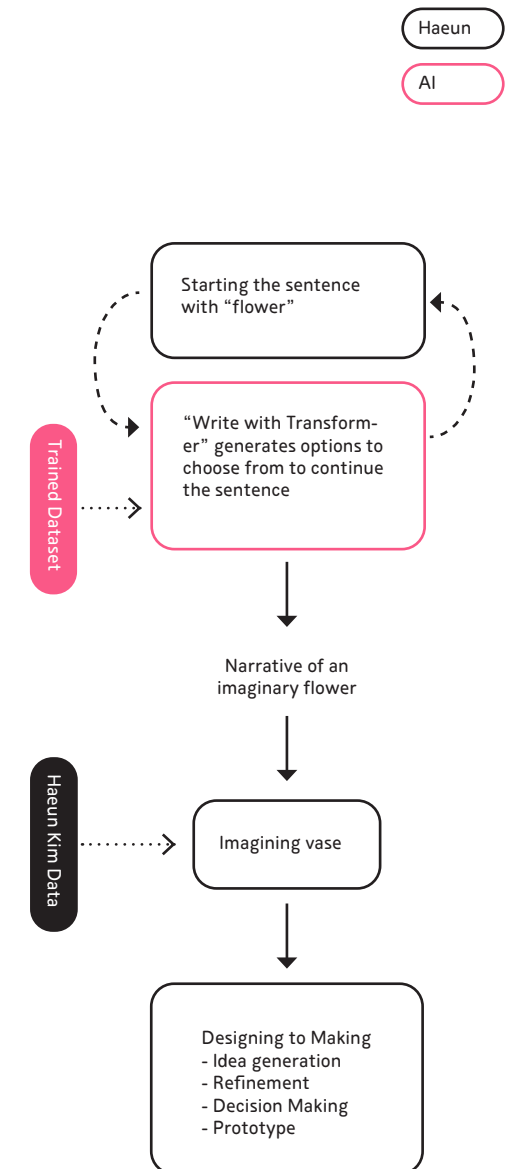 Haeun
AI
Starting the sentence
with “flower”
“Write with Transform-
er” generates options to
choose from to continue
the sentence
Trained Dataset
Narrative of an
imaginary flower
Haeun Kim Data
Imagining vase
Designing to Making
- Idea generation
- Refinement
- Decision Making
- Prototype